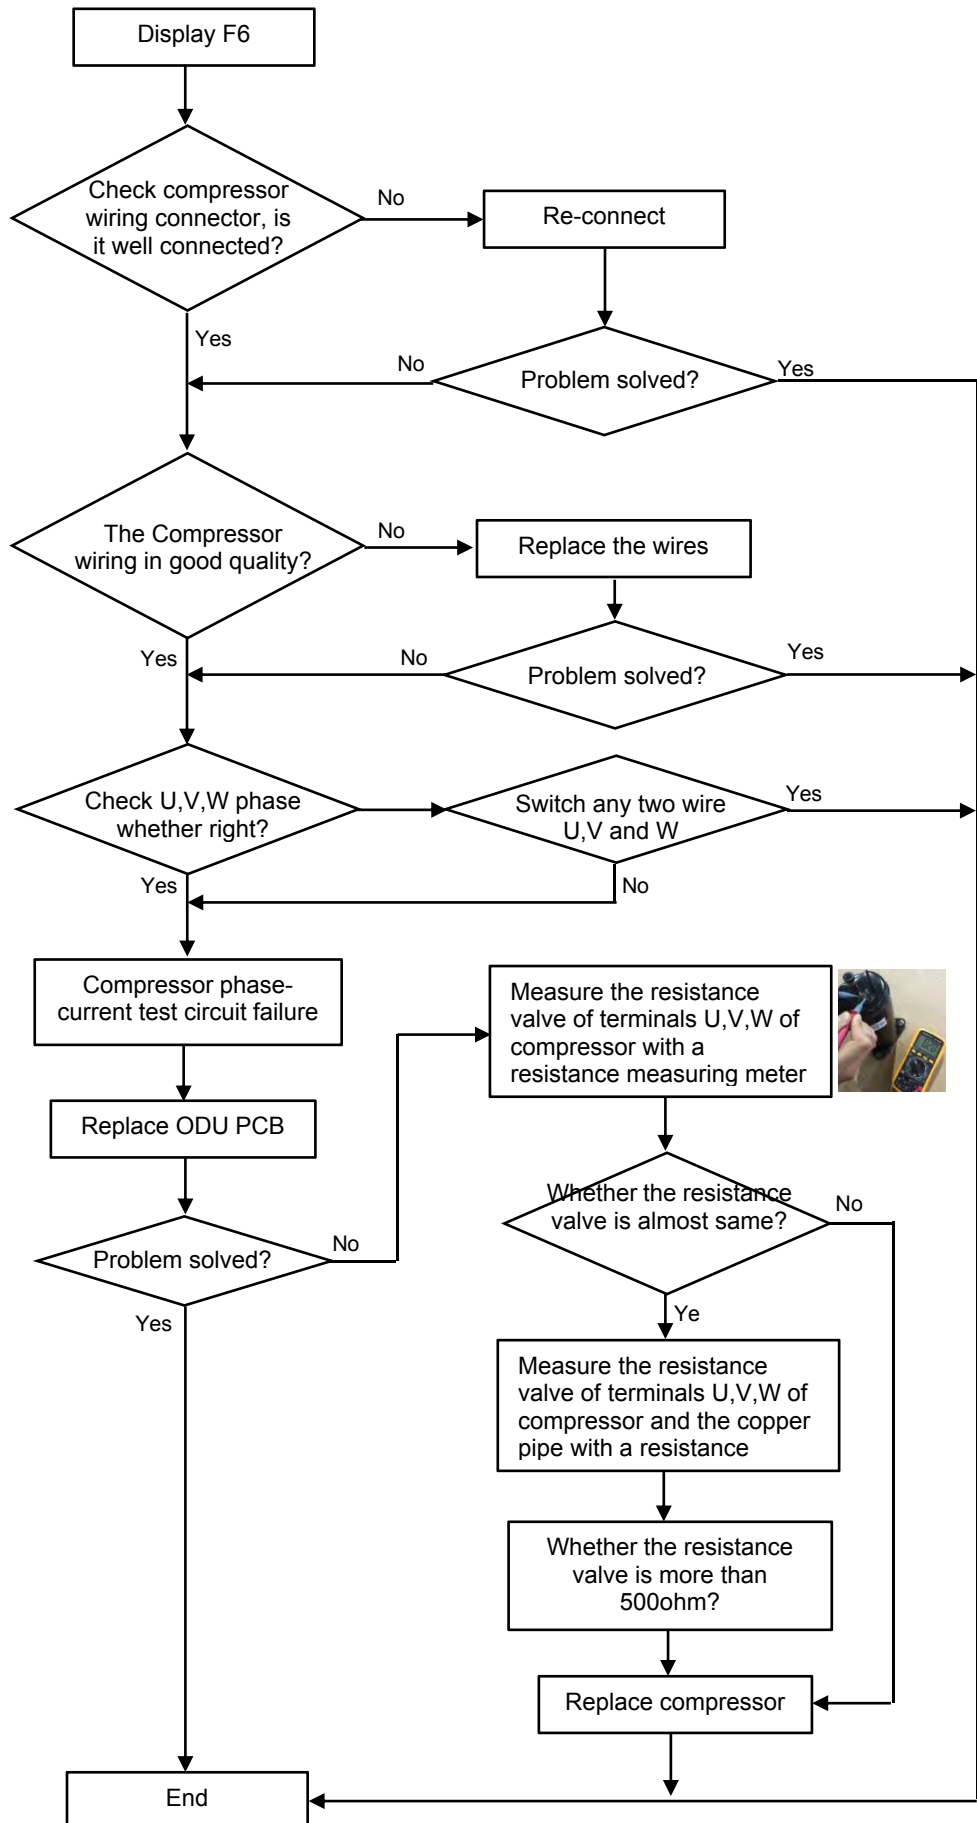 Display F6
Check compressor
wiring connector, is
it well connected?
No
Re-connect
Yes
No
Problem solved?
Yes
The Compressor
wiring in good quality?
No
Replace the wires
Yes
No
Problem solved?
Yes
Check U,V,W phase
whether right?
Switch any two wire
U,V and W
Yes
Yes
No
Compressor phase-
current test circuit failure
Measure the resistance
valve of terminals U,V,W of
compressor with a
resistance measuring meter
Replace ODU PCB
Problem solved?
No
Yes
Whether the resistance
valve is almost same?
No
Ye
Measure the resistance
valve of terminals U,V,W of
compressor and the copper
pipe with a resistance
Whether the resistance
valve is more than
500ohm?
Replace compressor
End